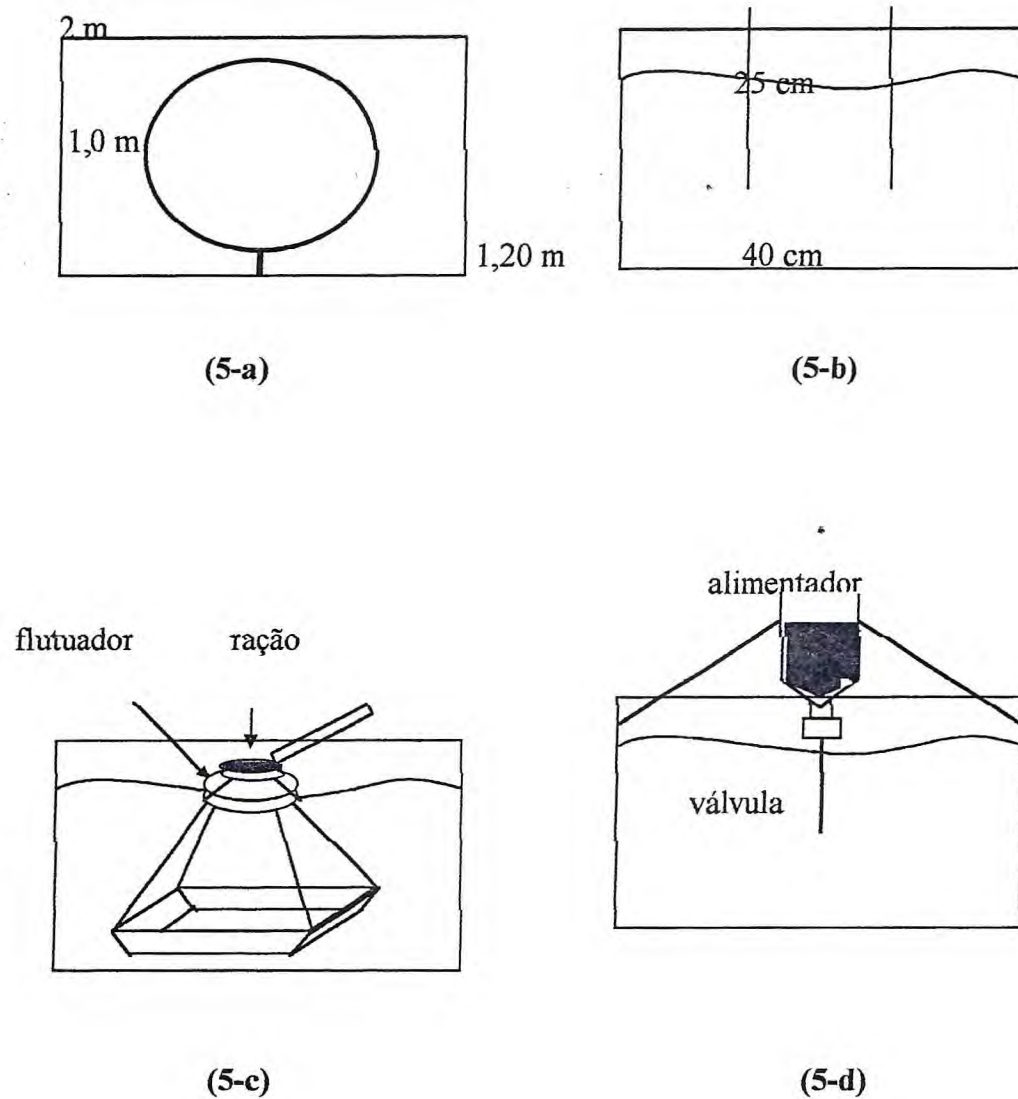 2 m
1,0 m
1,20 m
(5-a)
25 cm
40 cm
(5-b)
flutuador
ração
(5-c)
alimentador
válvula
(5-d)